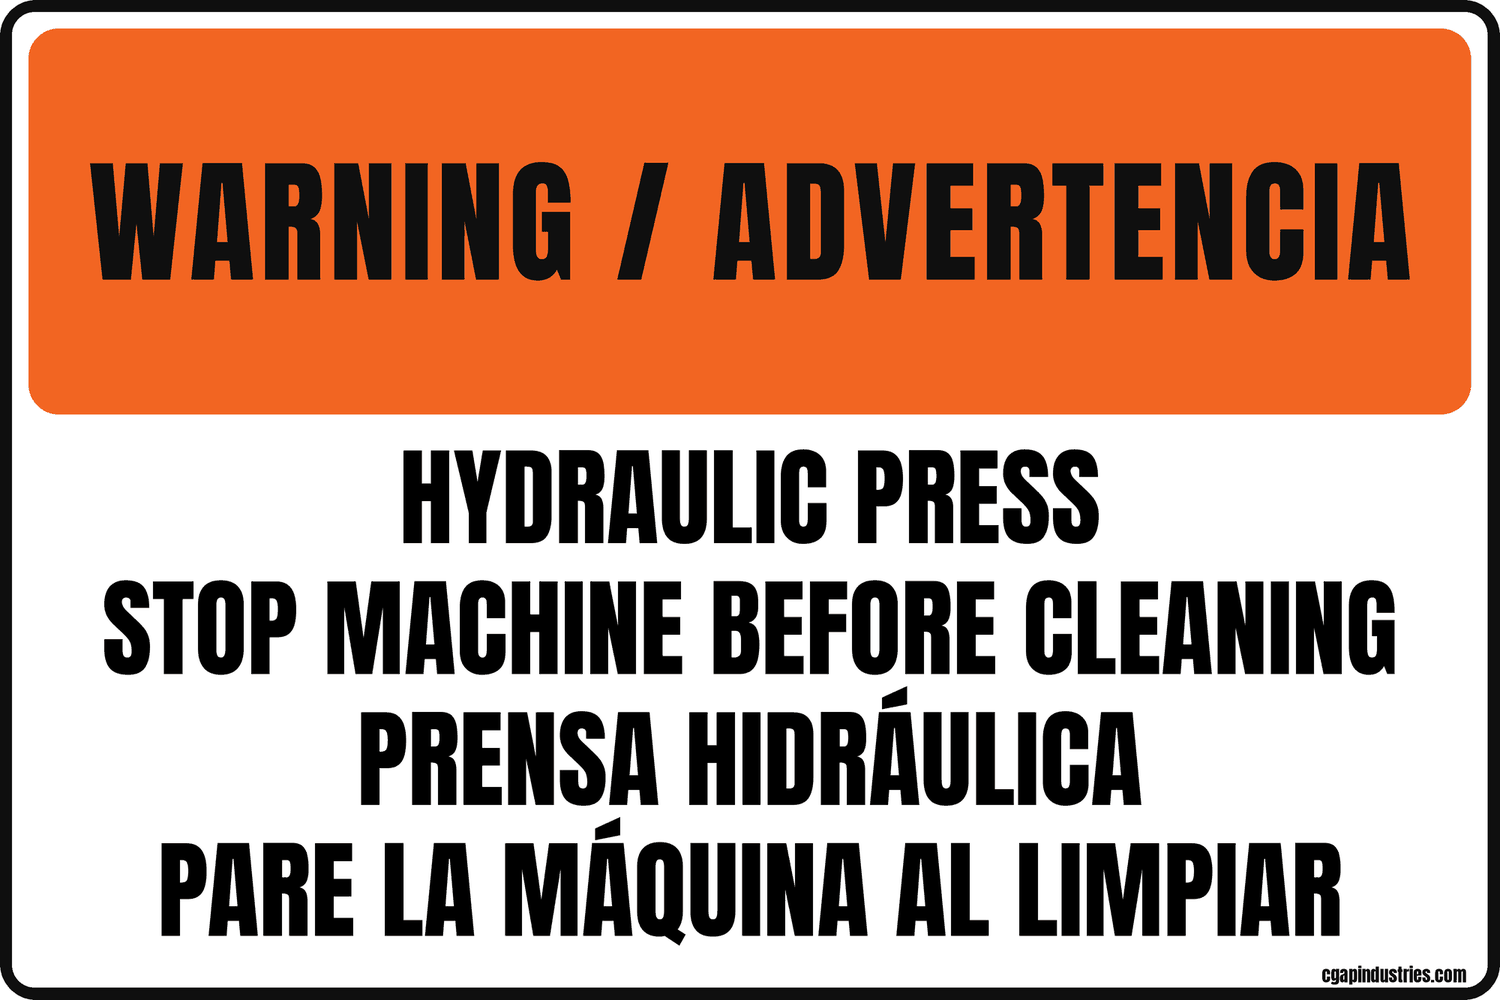 WARNING / ADVERTENCIA
HYDRAULIC PRESS
STOP MACHINE BEFORE CLEANING
PRENSA HIDRÁULICA
PARE LA MÁQUINA AL LIMPIAR
cgapindustries.com